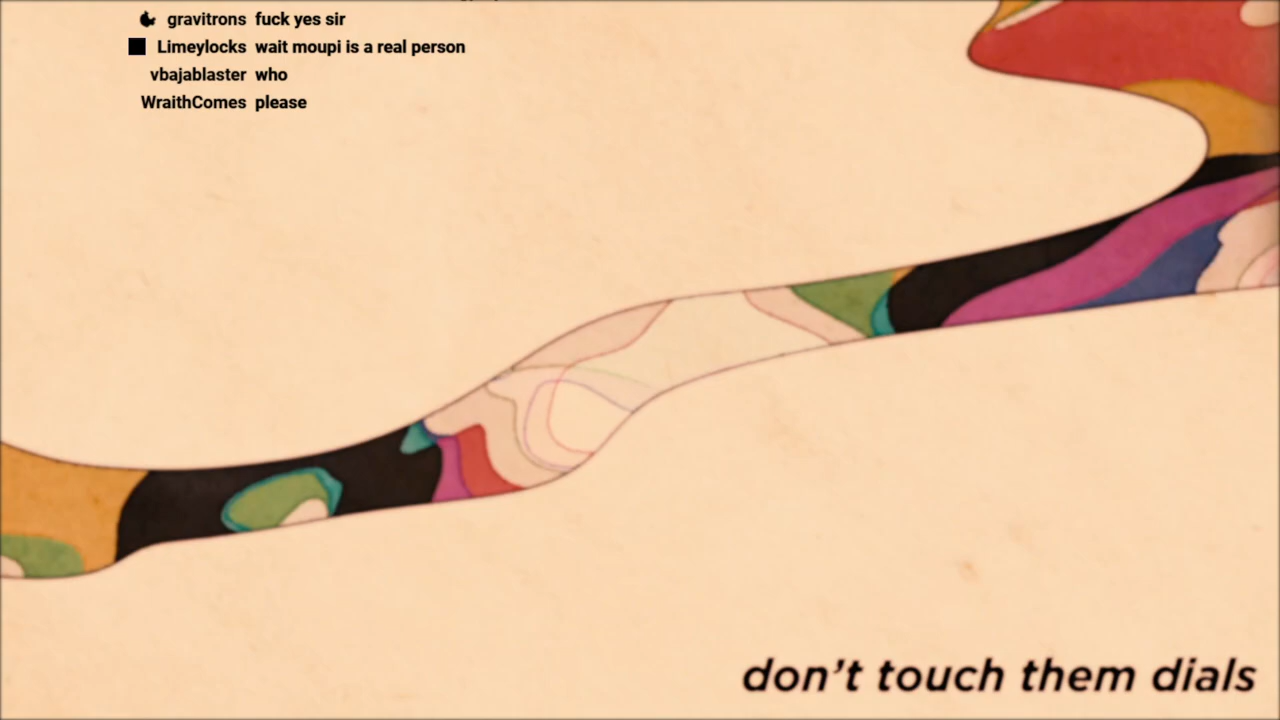 gravitrons fuck yes sir
Limeylocks wait moupi is a real person
vbajablaster who
WraithComes please
don't touch them dials